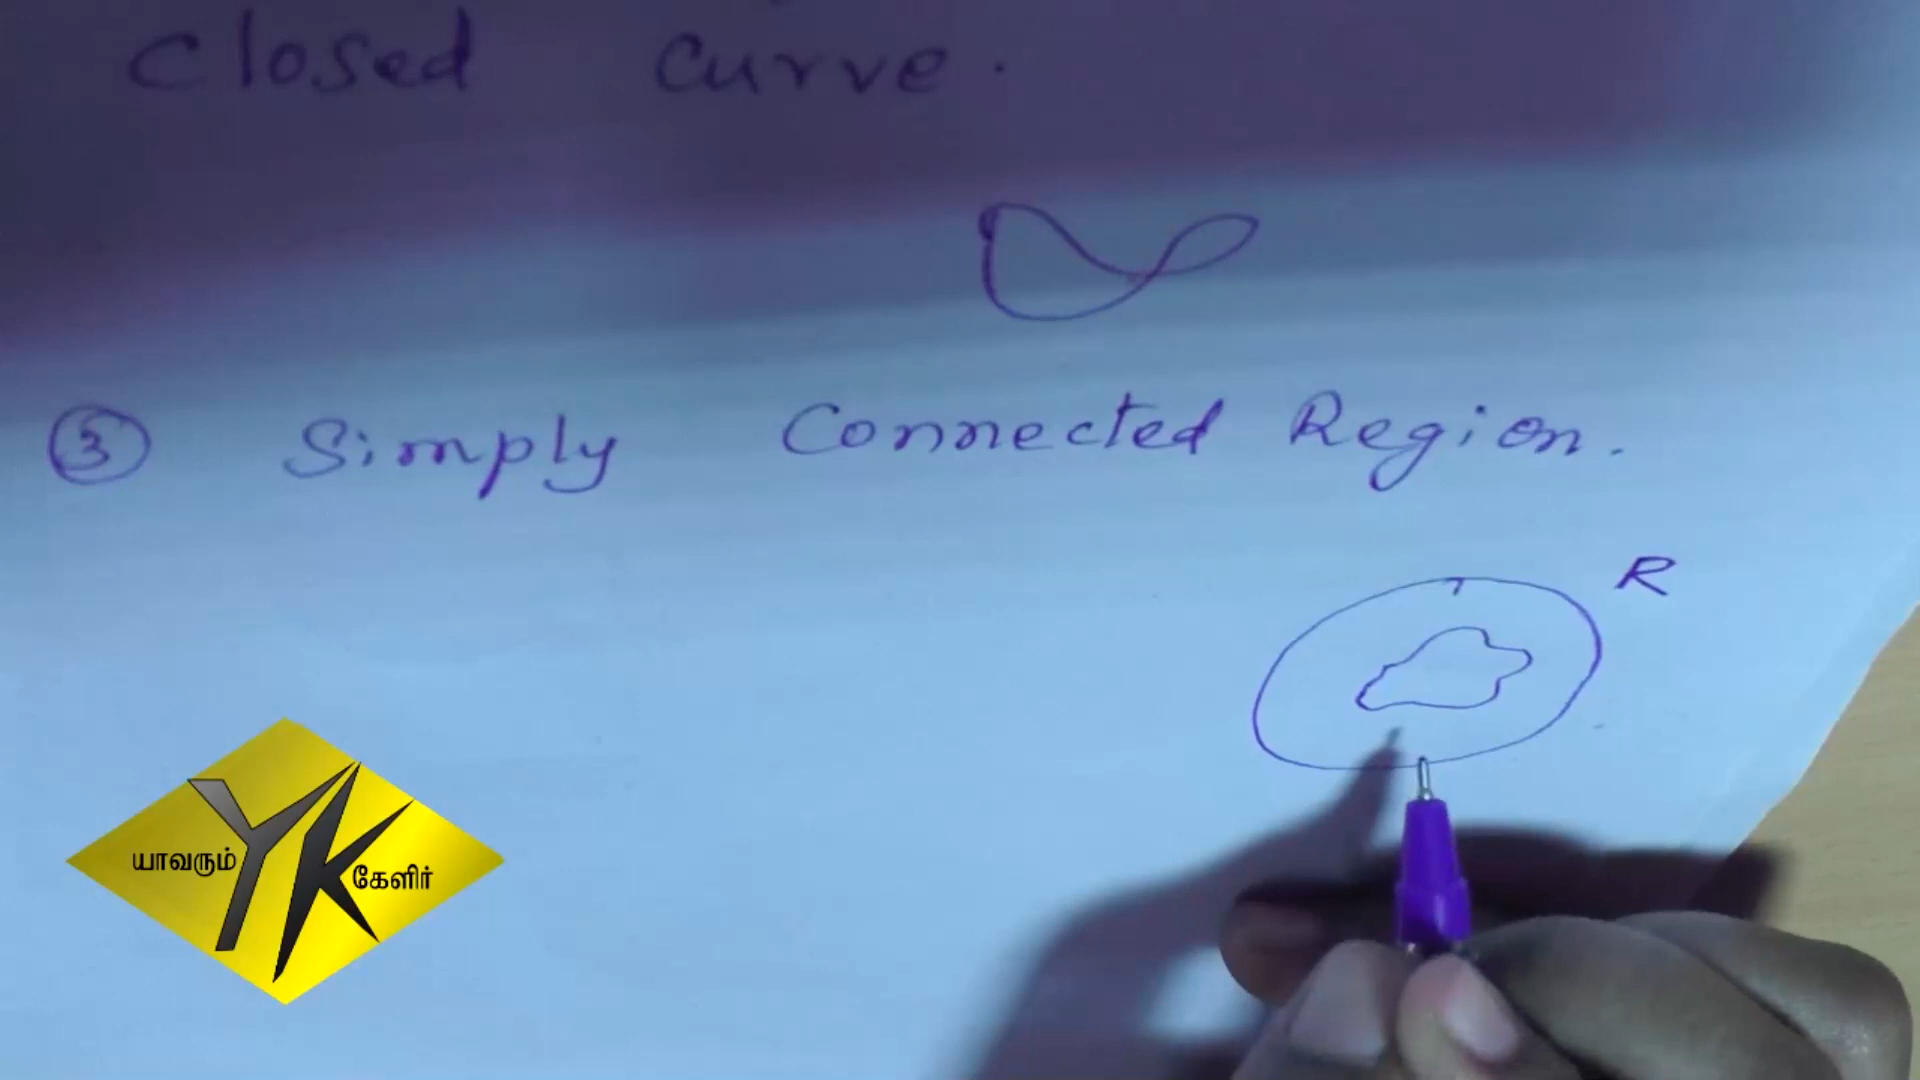 closed curve.
③ Simply Connected Region.
R
யாவரும் YK கேளிர்